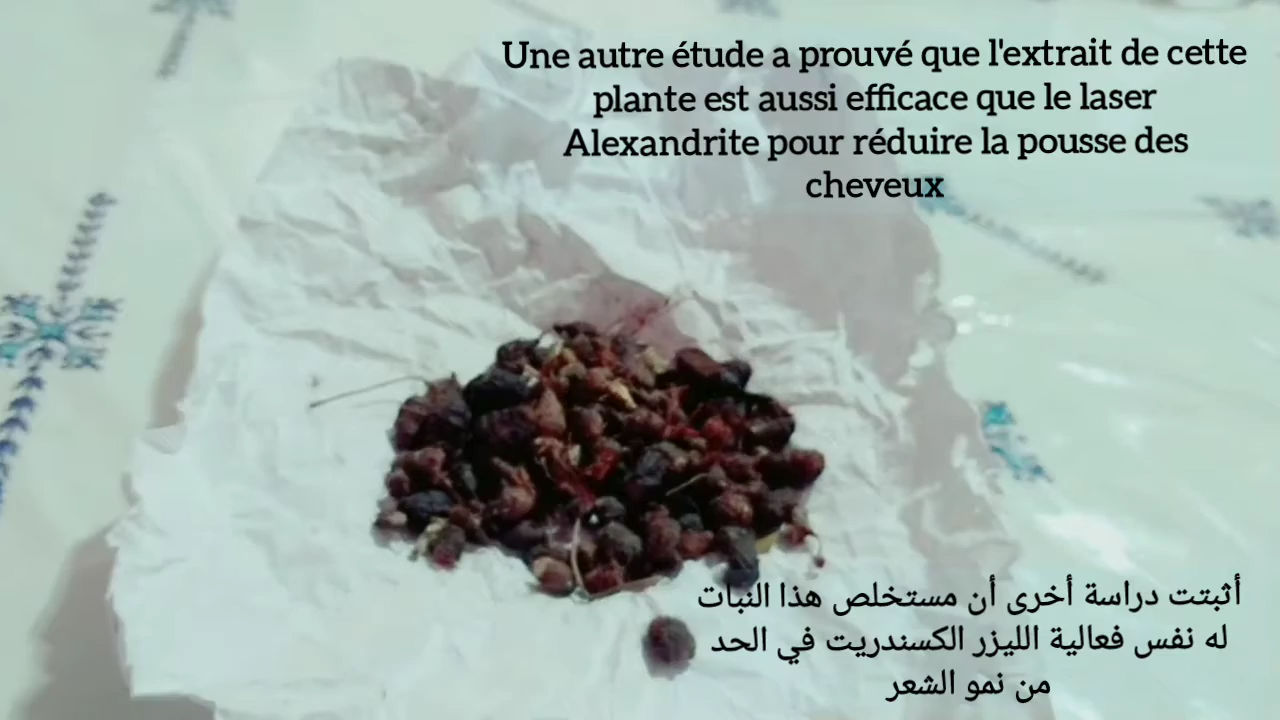 Une autre étude a prouvé que l'extrait de cette
plante est aussi efficace que le laser
Alexandrite pour réduire la pousse des
cheveux
أثبتت دراسة أخرى أن مستخلص هذا النبات
له نفس فعالية الليزر الكسندريت في الحد
من نمو الشعر